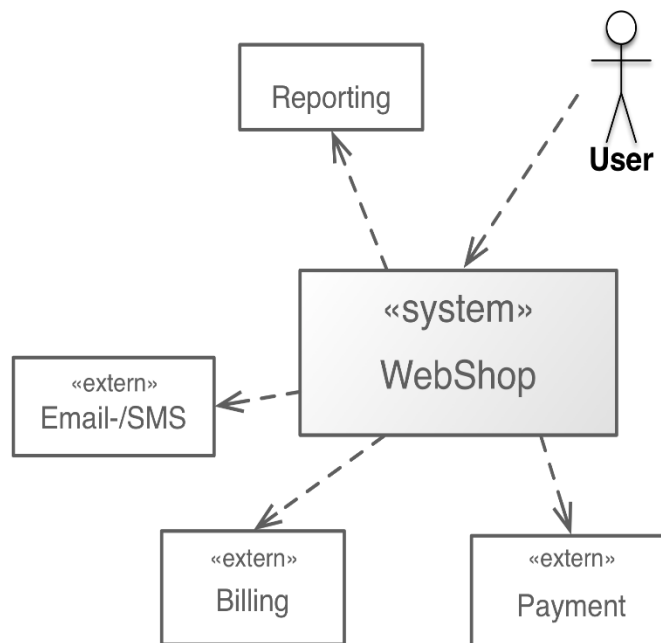 Reporting
User
«system»
WebShop
«extern»
Email-/SMS
«extern»
Billing
«extern»
Payment